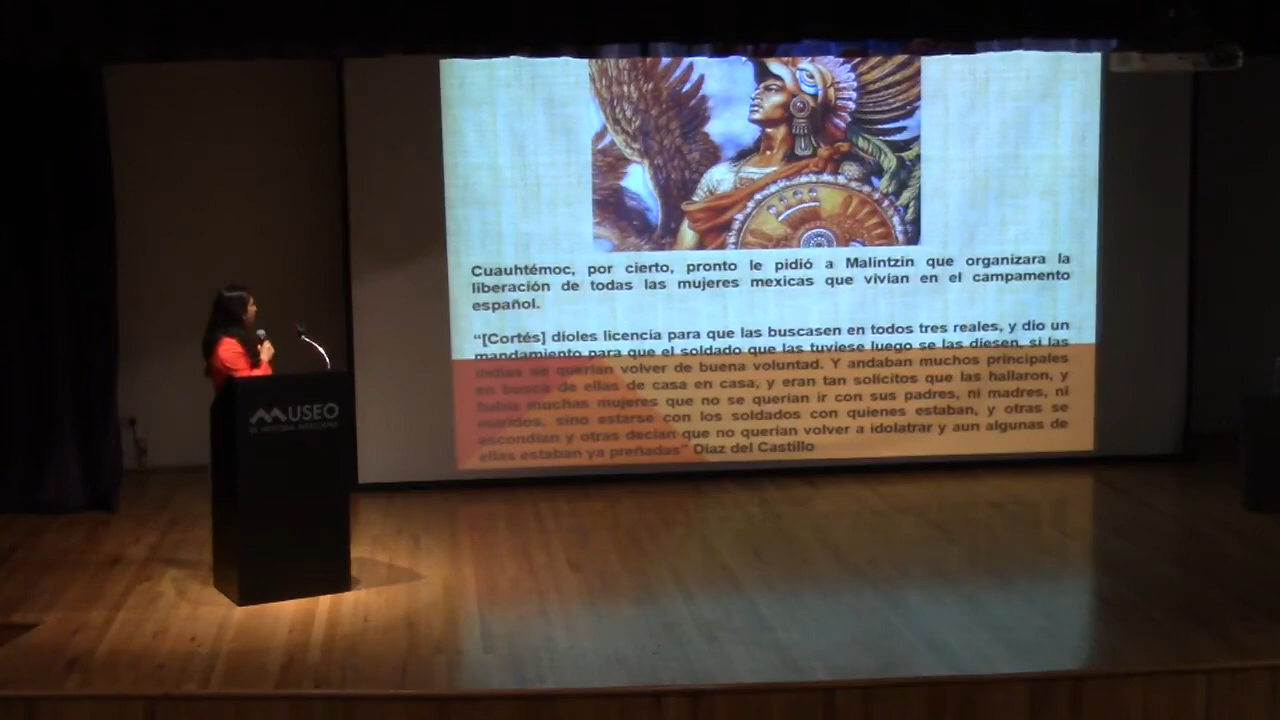 Cuauhtémoc, por cierto, pronto le pidió a Malintzin que organizara la
liberación de todas las mujeres mexicas que vivían en el campamento
español.
“[Cortés] dioles licencia para que las buscasen en todos tres reales, y dio un
mandamiento para que el soldado que las tuviese luego se las diesen, si las
indias se querían volver de buena voluntad. Y andaban muchos principales
en busca de ellas de casa en casa, y eran tan solícitos que las hallaron, y
había muchas mujeres que no se querían ir con sus padres, ni madres, ni
maridos, sino estarse con los soldados con quienes estaban, y otras se
escondían y otras decían que no querían volver a idolatrar y aun algunas de
ellas estaban ya preñadas” Díaz del Castillo
MUSEO
DE HISTORIA MEXICANA